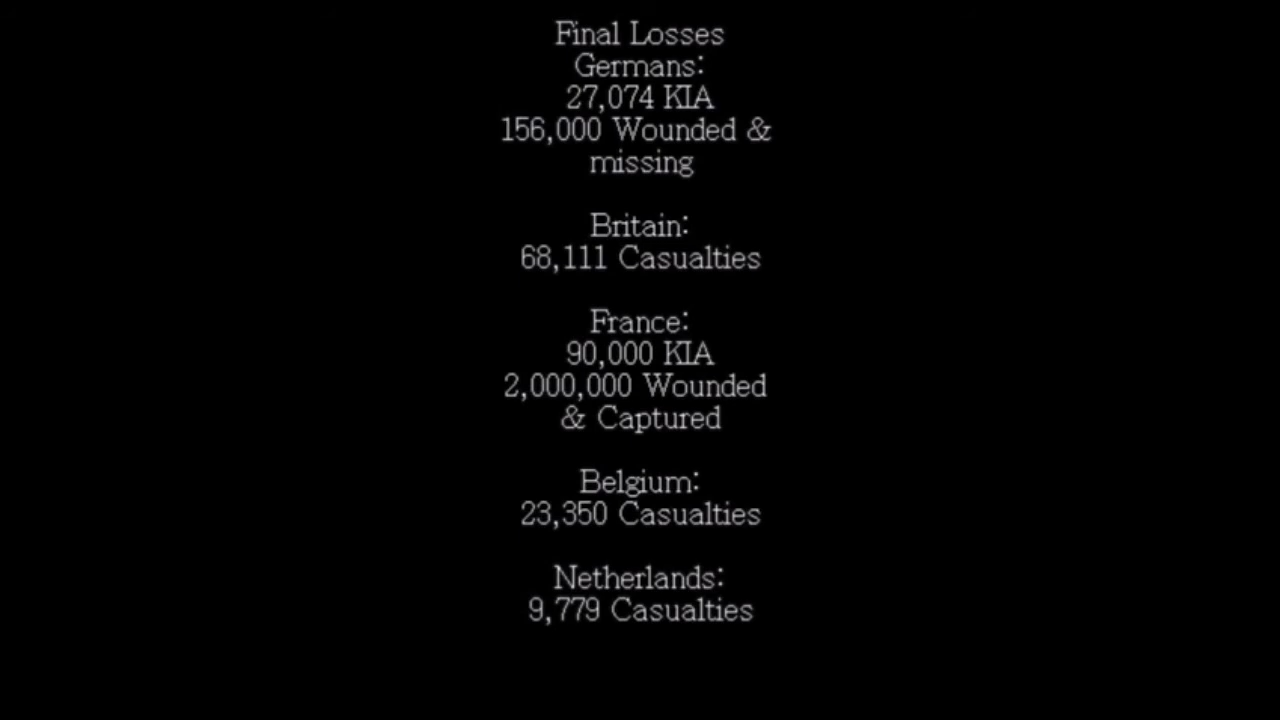 Final Losses
Germans:
27,074 KIA
156,000 Wounded &
missing
Britain:
68,111 Casualties
France:
90,000 KIA
2,000,000 Wounded
& Captured
Belgium:
23,350 Casualties
Netherlands:
9,779 Casualties